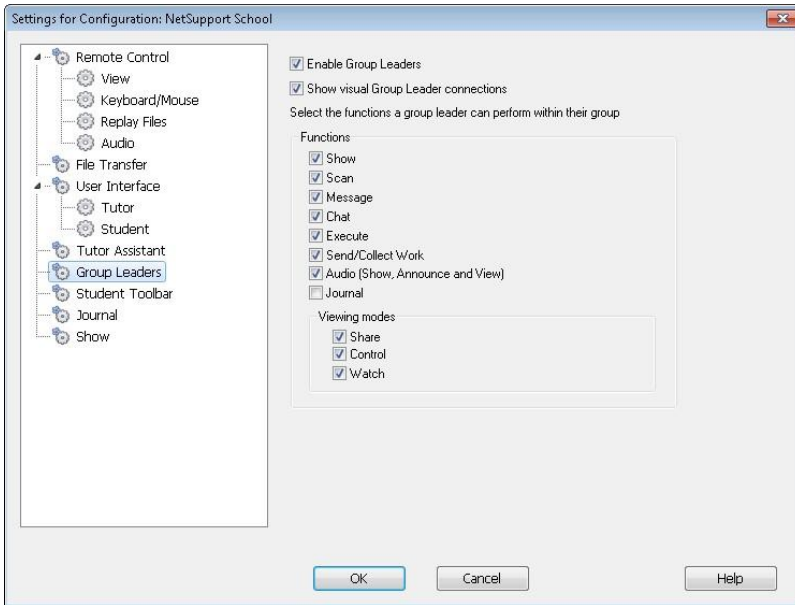 Settings for Configuration: NetSupport School
Remote Control
View
Keyboard/Mouse
Replay Files
Audio
File Transfer
User Interface
Tutor
Student
Tutor Assistant
Group Leaders
Student Toolbar
Journal
Show
Enable Group Leaders
Show visual Group Leader connections
Select the functions a group leader can perform within their group
Functions
Show
Scan
Message
Chat
Execute
Send/Collect Work
Audio (Show, Announce and View)
Journal
Viewing modes
Share
Control
Watch
OK
Cancel
Help